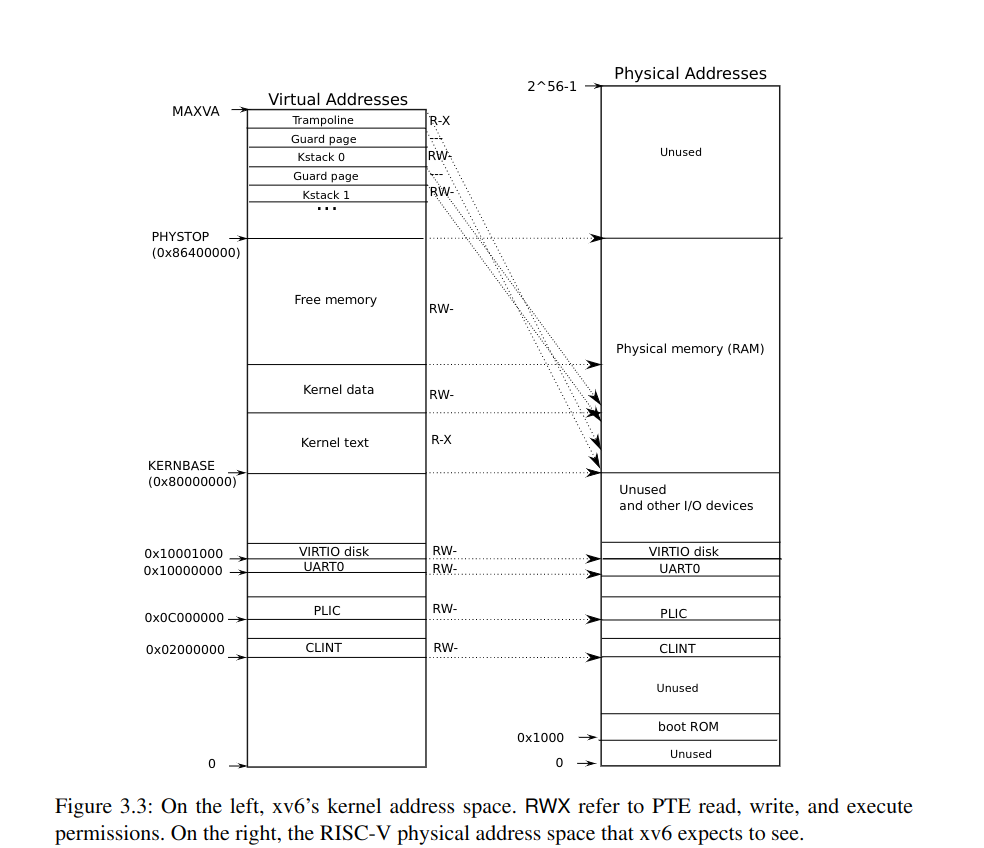 Physical Addresses
2^56-1
Virtual Addresses
MAXVA
Trampoline
R-X
Guard page
---
Kstack 0
RW-
Guard page
---
Kstack 1
RW-
...
Unused
PHYSTOP
(0x86400000)
Free memory
RW-
Physical memory (RAM)
Kernel data
RW-
Kernel text
R-X
KERNBASE
(0x80000000)
Unused
and other I/O devices
0x10001000
VIRTIO disk
RW-
VIRTIO disk
0x10000000
UART0
RW-
UART0
0x0C000000
PLIC
RW-
PLIC
0x02000000
CLINT
RW-
CLINT
Unused
boot ROM
0x1000
Unused
0
0
Figure 3.3: On the left, xv6's kernel address space. RWX refer to PTE read, write, and execute
permissions. On the right, the RISC-V physical address space that xv6 expects to see.